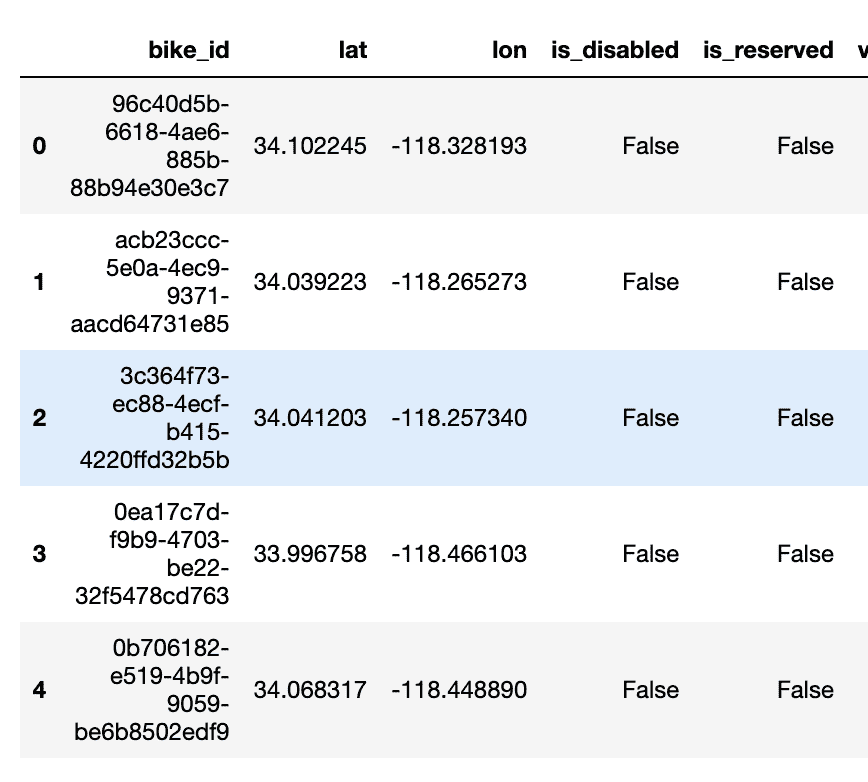 bike_id lat lon is_disabled is_reserved v
96c40d5b-
6618-4ae6-
0 885b- 34.102245 -118.328193 False False
88b94e30e3c7
acb23ccc-
5e0a-4ec9-
1 9371- 34.039223 -118.265273 False False
aacd64731e85
3c364f73-
ec88-4ecf-
2 b415- 34.041203 -118.257340 False False
4220ffd32b5b
0ea17c7d-
f9b9-4703-
3 be22- 33.996758 -118.466103 False False
32f5478cd763
0b706182-
e519-4b9f-
4 9059- 34.068317 -118.448890 False False
be6b8502edf9